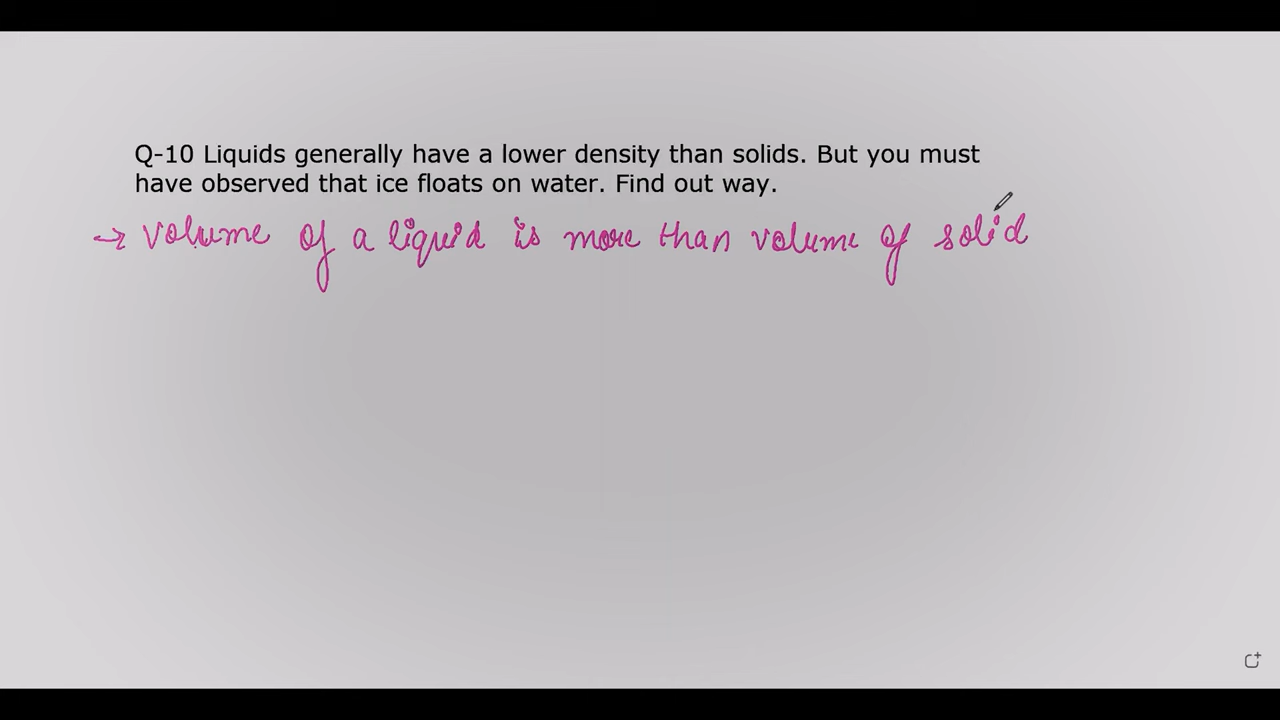 Q-10 Liquids generally have a lower density than solids. But you must
have observed that ice floats on water. Find out way.
→ volume of a liquid is more than volume of solid